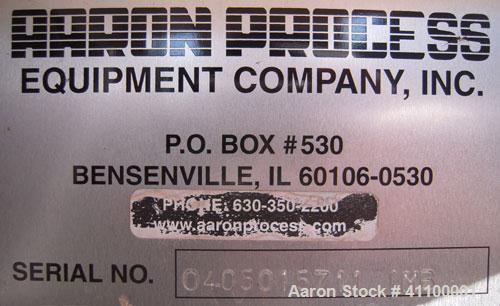 AARON PROCESS
EQUIPMENT COMPANY, INC.
P.O. BOX #530
BENSENVILLE, IL 60106-0530
PHONE: 630-350-2200
www.aaronprocess.com
SERIAL NO.
Aaron Stock #